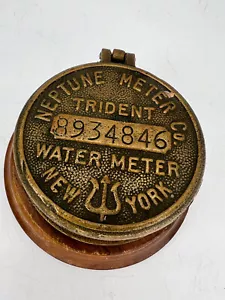 NEPTUNE METER CO.
TRIDENT
8934846
WATER METER
NEW YORK